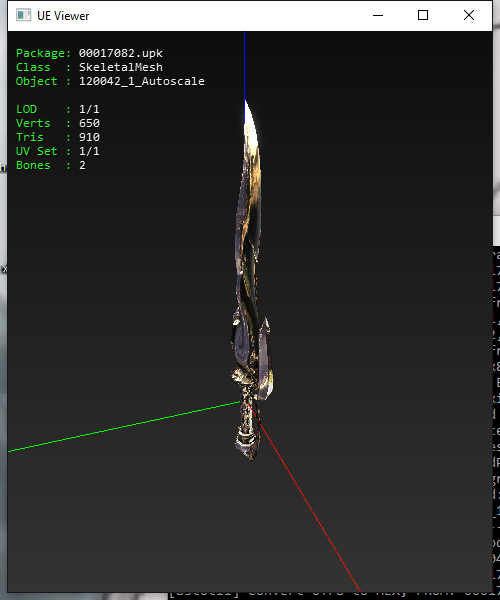 UE Viewer
Package: 00017082.upk
Class : SkeletalMesh
Object : 120042_1_Autoscale
LOD : 1/1
Verts : 650
Tris : 910
UV Set : 1/1
Bones : 2